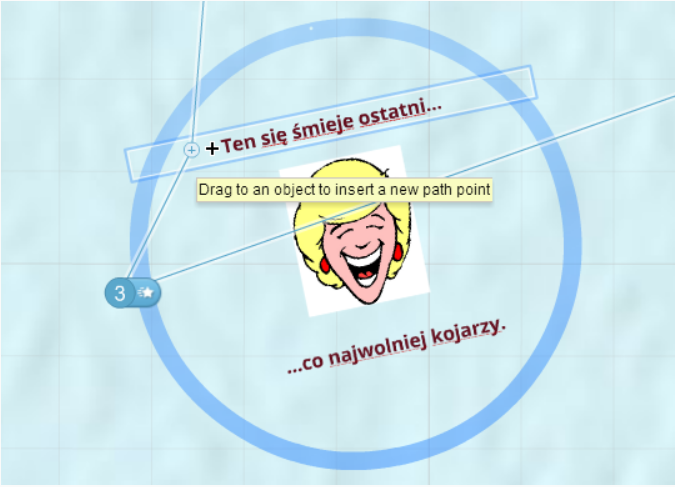 Ten się śmieje ostatni...
Drag to an object to insert a new path point
3
...co najwolniej kojarzy.